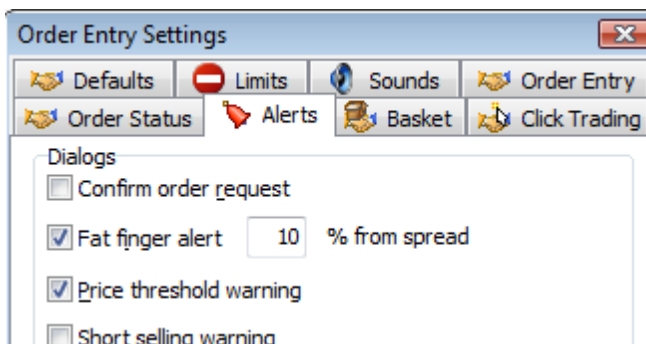 Order Entry Settings
Defaults Limits Sounds Order Entry
Order Status Alerts Basket Click Trading
Dialogs
Confirm order request
Fat finger alert 10 % from spread
Price threshold warning
Short selling warning